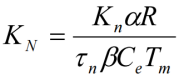 K_N = \frac{K_n \alpha R}{\tau_n \beta C_e T_m}